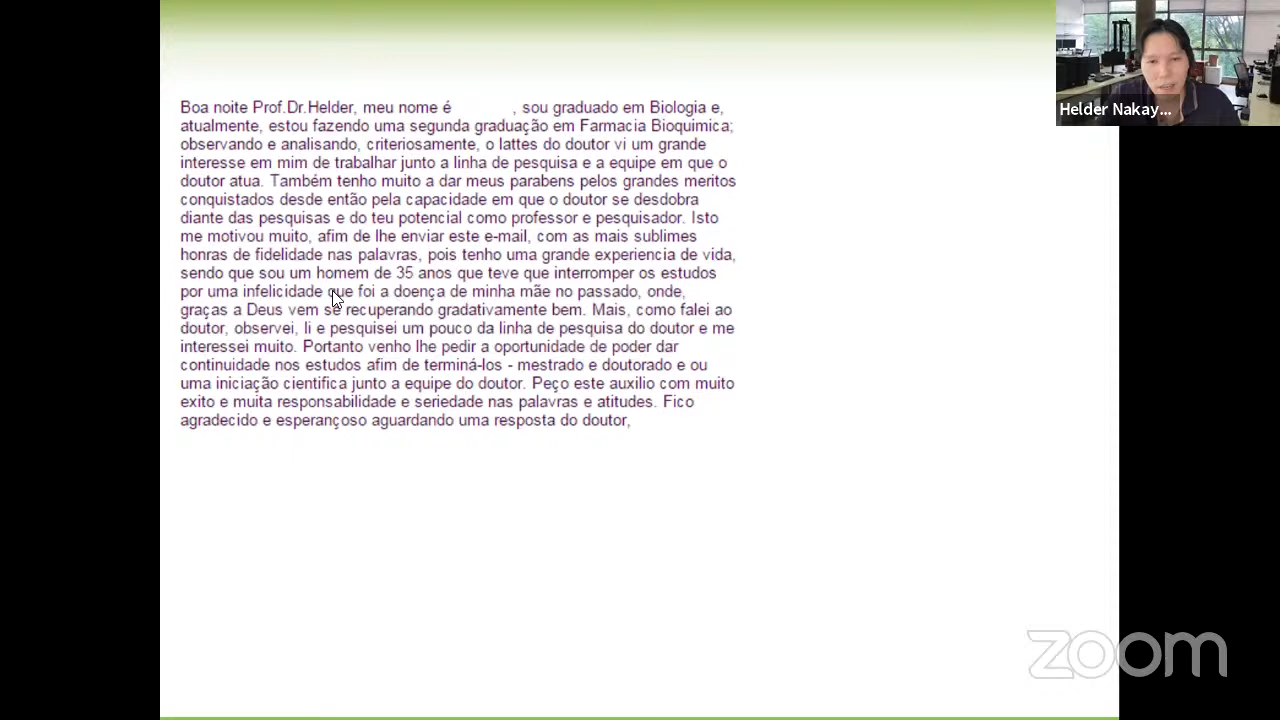 Boa noite Prof.Dr.Helder, meu nome é , sou graduado em Biologia e,
atualmente, estou fazendo uma segunda graduação em Farmacia Bioquimica;
observando e analisando, criteriosamente, o lattes do doutor vi um grande
interesse em mim de trabalhar junto a linha de pesquisa e a equipe em que o
doutor atua. Também tenho muito a dar meus parabens pelos grandes meritos
conquistados desde então pela capacidade em que o doutor se desdobra
diante das pesquisas e do teu potencial como professor e pesquisador. Isto
me motivou muito, afim de lhe enviar este e-mail, com as mais sublimes
honras de fidelidade nas palavras, pois tenho uma grande experiencia de vida,
sendo que sou um homem de 35 anos que teve que interromper os estudos
por uma infelicidade que foi a doença de minha mãe no passado, onde,
graças a Deus vem se recuperando gradativamente bem. Mais, como falei ao
doutor, observei, li e pesquisei um pouco da linha de pesquisa do doutor e me
interessei muito. Portanto venho lhe pedir a oportunidade de poder dar
continuidade nos estudos afim de terminá-los - mestrado e doutorado e ou
uma iniciação cientifica junto a equipe do doutor. Peço este auxilio com muito
exito e muita responsabilidade e seriedade nas palavras e atitudes. Fico
agradecido e esperançoso aguardando uma resposta do doutor,
Helder Nakay...
zoom